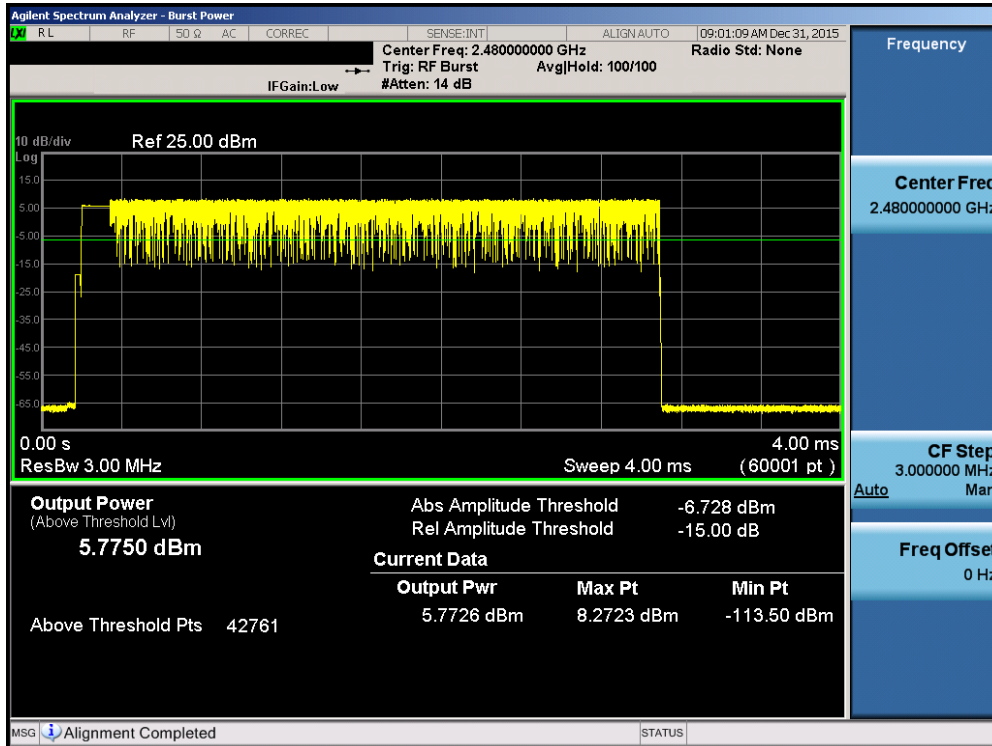 Agilent Spectrum Analyzer - Burst Power
LXI RL RF 50 Ω AC CORREC SENSE:INT ALIGN AUTO 09:01:09 AM Dec 31, 2015
Center Freq: 2.480000000 GHz Radio Std: None
Trig: RF Burst Avg|Hold: 100/100
IFGain:Low #Atten: 14 dB
10 dB/div Ref 25.00 dBm
Log
15.0
5.00
-5.00
-15.0
-25.0
-35.0
-45.0
-55.0
-65.0
0.00 s 4.00 ms
ResBw 3.00 MHz Sweep 4.00 ms (60001 pt)
Output Power
(Above Threshold Lvl)
5.7750 dBm
Above Threshold Pts 42761
Abs Amplitude Threshold -6.728 dBm
Rel Amplitude Threshold -15.00 dB
Current Data
Output Pwr Max Pt Min Pt
5.7726 dBm 8.2723 dBm -113.50 dBm
Frequency
Center Freq
2.480000000 GHz
CF Step
3.000000 MHz
Auto Man
Freq Offset
0 Hz
MSG Alignment Completed STATUS